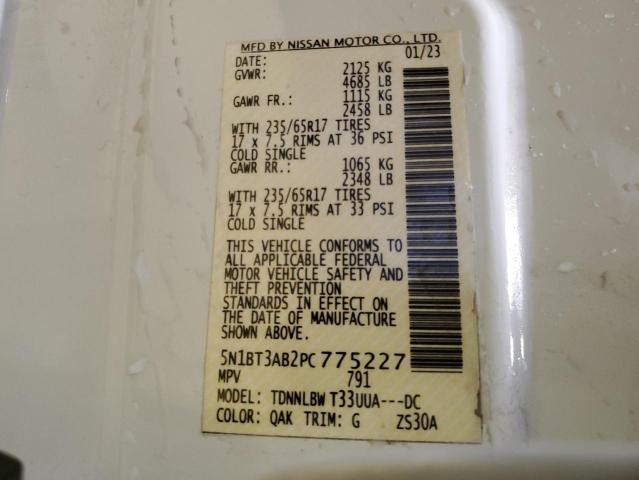 MFD BY NISSAN MOTOR CO., LTD.
DATE: 01/23
GVWR: 2125 KG
4685 LB
GAWR FR.: 1115 KG
2458 LB
WITH 235/65R17 TIRES
17 x 7.5 RIMS AT 36 PSI
COLD SINGLE
GAWR RR.: 1065 KG
2348 LB
WITH 235/65R17 TIRES
17 x 7.5 RIMS AT 33 PSI
COLD SINGLE
THIS VEHICLE CONFORMS TO
ALL APPLICABLE FEDERAL
MOTOR VEHICLE SAFETY AND
THEFT PREVENTION
STANDARDS IN EFFECT ON
THE DATE OF MANUFACTURE
SHOWN ABOVE.
5N1BT3AB2PC775227
MPV 791
MODEL: TDNNLBW T33UUA---DC
COLOR: QAK TRIM: G ZS30A